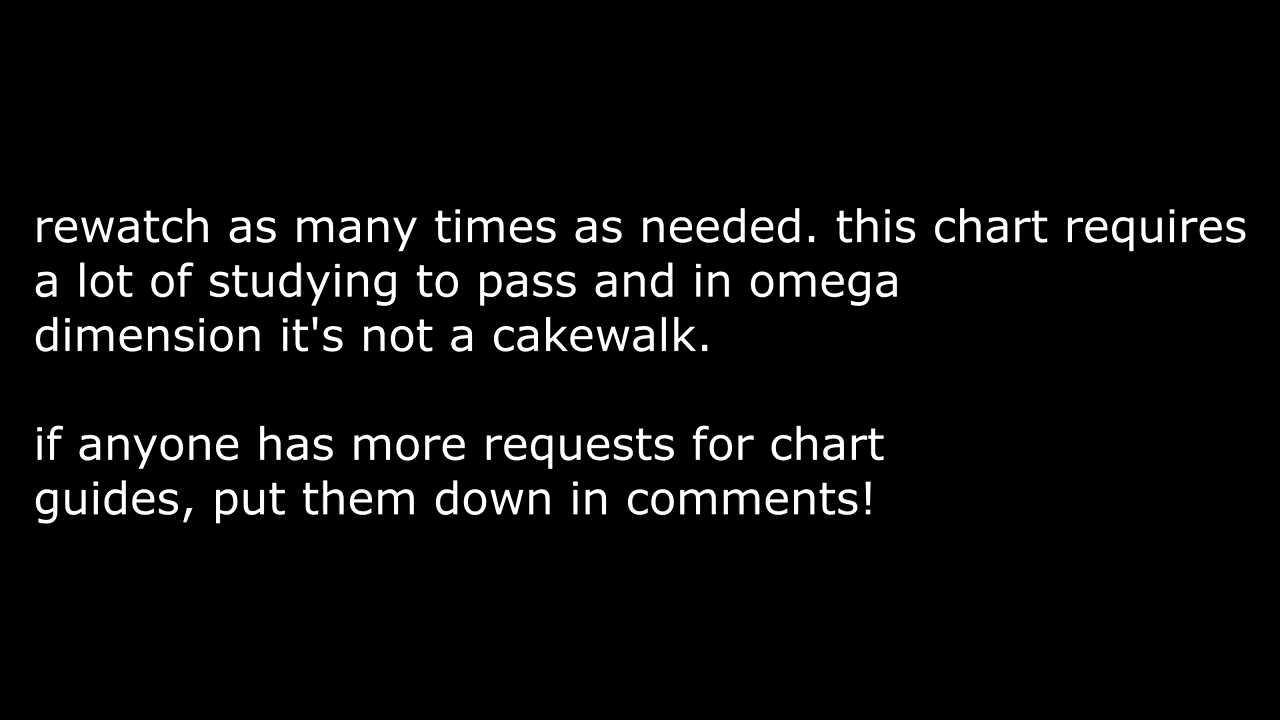 rewatch as many times as needed. this chart requires
a lot of studying to pass and in omega
dimension it's not a cakewalk.
if anyone has more requests for chart
guides, put them down in comments!